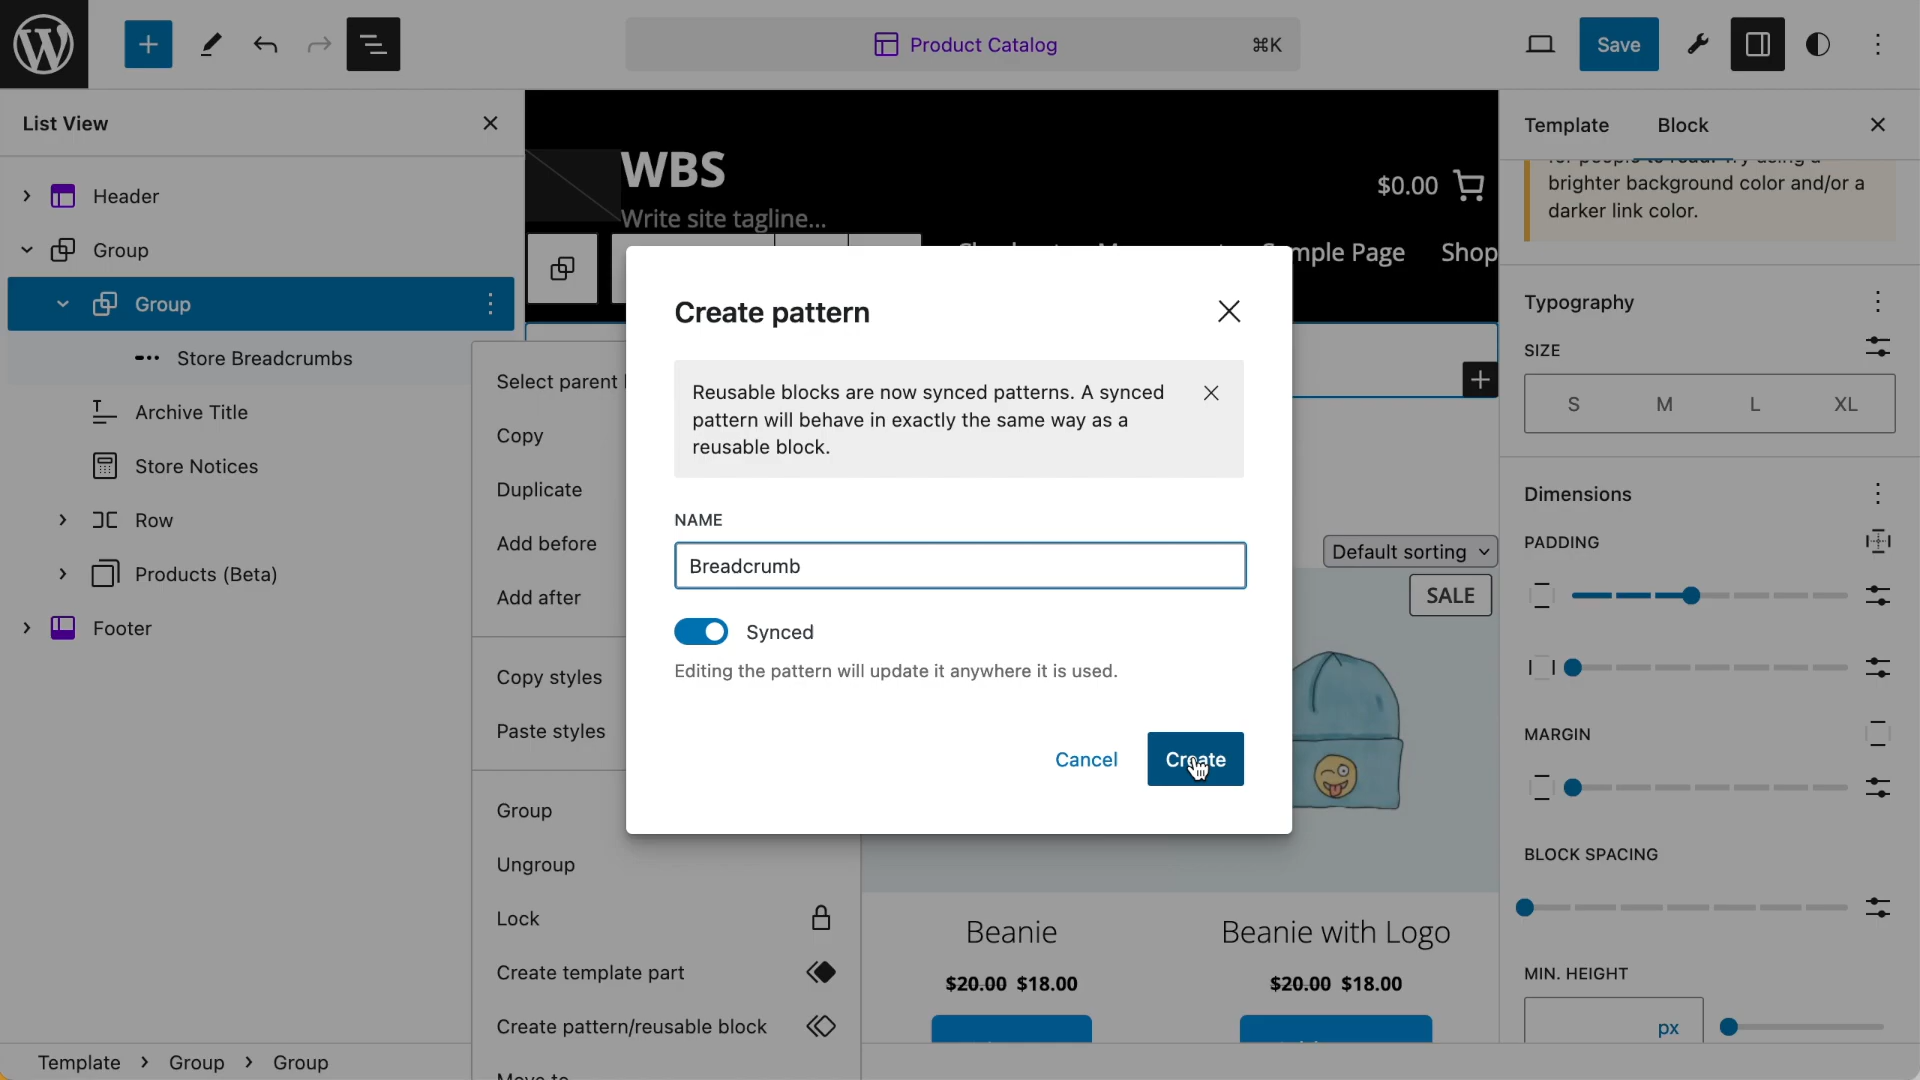 Product Catalog
⌘K
Save
List View
Header
Group
Group
Store Breadcrumbs
Archive Title
Store Notices
Row
Products (Beta)
Footer
Template > Group > Group
WBS
Write site tagline...
$0.00
mple Page
Shop
Select parent
Copy
Duplicate
Add before
Add after
Copy styles
Paste styles
Group
Ungroup
Lock
Create template part
Create pattern/reusable block
Create pattern
Reusable blocks are now synced patterns. A synced
pattern will behave in exactly the same way as a
reusable block.
NAME
Breadcrumb
Synced
Editing the pattern will update it anywhere it is used.
Cancel
Create
Default sorting
SALE
Beanie
Beanie with Logo
$20.00 $18.00
$20.00 $18.00
Template
Block
brighter background color and/or a
darker link color.
Typography
SIZE
S M L XL
Dimensions
PADDING
MARGIN
BLOCK SPACING
MIN. HEIGHT
px